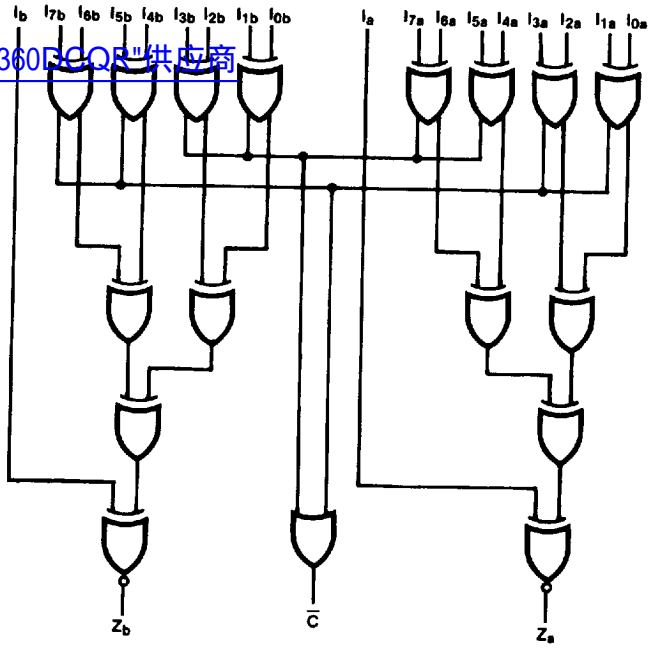 Ib I7b I6b I5b I4b I3b I2b I1b I0b Ia I7a I6a I5a I4a I3a I2a I1a I0a
360DCQR"供应商
Zb C̅ Za